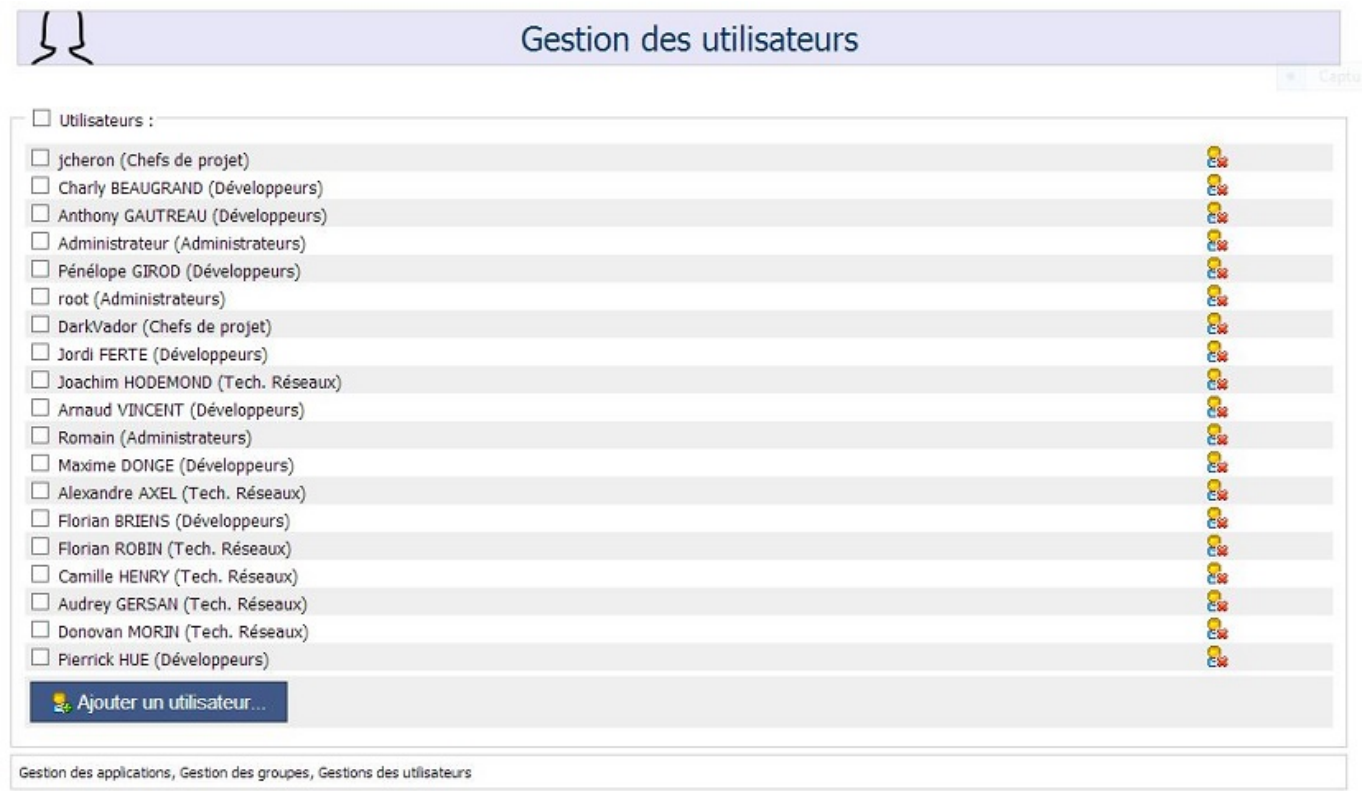 Gestion des utilisateurs
Captu
Utilisateurs :
jcheron (Chefs de projet)
Charly BEAUGRAND (Développeurs)
Anthony GAUTREAU (Développeurs)
Administrateur (Administrateurs)
Pénélope GIROD (Développeurs)
root (Administrateurs)
DarkVador (Chefs de projet)
Jordi FERTE (Développeurs)
Joachim HODEMOND (Tech. Réseaux)
Arnaud VINCENT (Développeurs)
Romain (Administrateurs)
Maxime DONGE (Développeurs)
Alexandre AXEL (Tech. Réseaux)
Florian BRIENS (Développeurs)
Florian ROBIN (Tech. Réseaux)
Camille HENRY (Tech. Réseaux)
Audrey GERSAN (Tech. Réseaux)
Donovan MORIN (Tech. Réseaux)
Pierrick HUE (Développeurs)
Ajouter un utilisateur...
Gestion des applications, Gestion des groupes, Gestions des utilisateurs